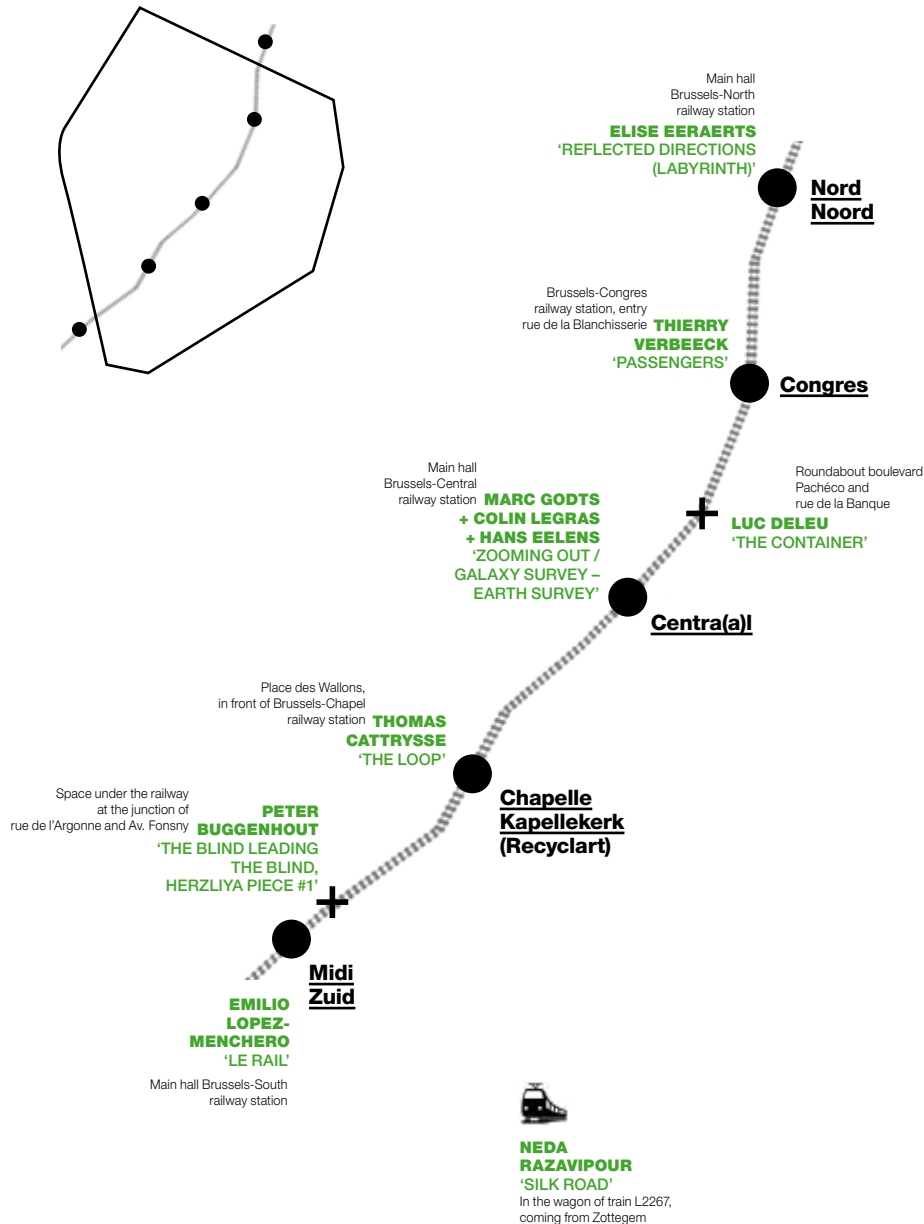 Main hall
Brussels-North
railway station
ELISE EERAERTS
‘REFLECTED DIRECTIONS
(LABYRINTH)’
Nord
Noord
Brussels-Congres
railway station, entry
rue de la Blanchisserie THIERRY
VERBEECK
‘PASSENGERS’
Congres
Main hall
Brussels-Central
railway station MARC GODTS
+ COLIN LEGRAS
+ HANS EELENS
‘ZOOMING OUT /
GALAXY SURVEY –
EARTH SURVEY’
Roundabout boulevard
Pachéco and
rue de la Banque
LUC DELEU
‘THE CONTAINER’
Centra(a)l
Place des Wallons,
in front of Brussels-Chapel
railway station THOMAS
CATTRYSSE
‘THE LOOP’
Chapelle
Kapellekerk
(Recyclart)
Space under the railway
at the junction of
rue de l’Argonne and Av. Fonsny
PETER
BUGGENHOUT
‘THE BLIND LEADING
THE BLIND,
HERZLIYA PIECE #1’
Midi
Zuid
EMILIO
LOPEZ-
MENCHERO
‘LE RAIL’
Main hall Brussels-South
railway station
NEDA
RAZAVIPOUR
‘SILK ROAD’
In the wagon of train L2267,
coming from Zottegem